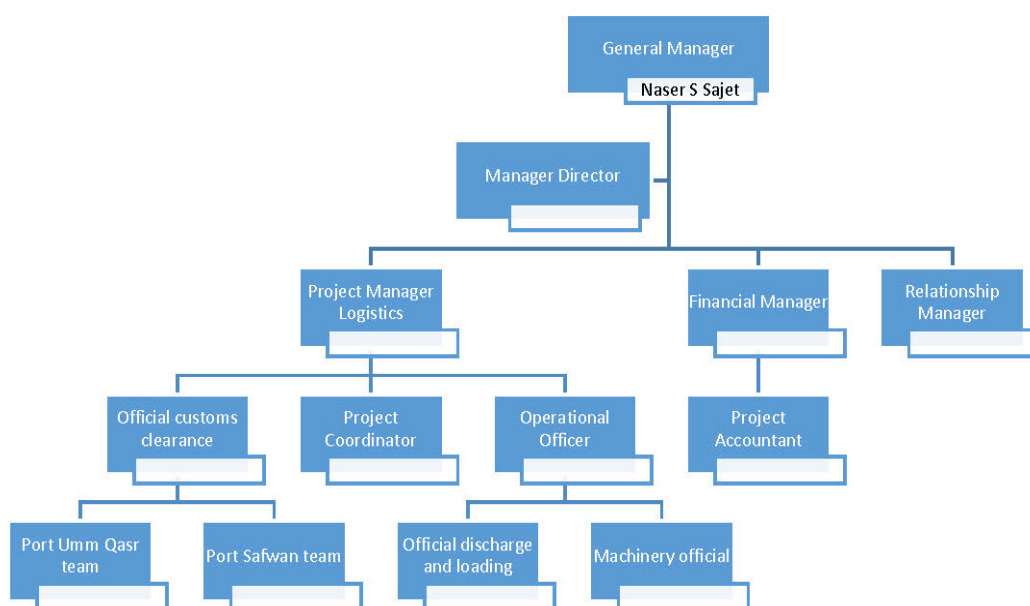 General Manager
Naser S Sajet
Manager Director
Project Manager
Logistics
Financial Manager
Relationship
Manager
Official customs
clearance
Project
Coordinator
Operational
Officer
Project
Accountant
Port Umm Qasr
team
Port Safwan team
Official discharge
and loading
Machinery official